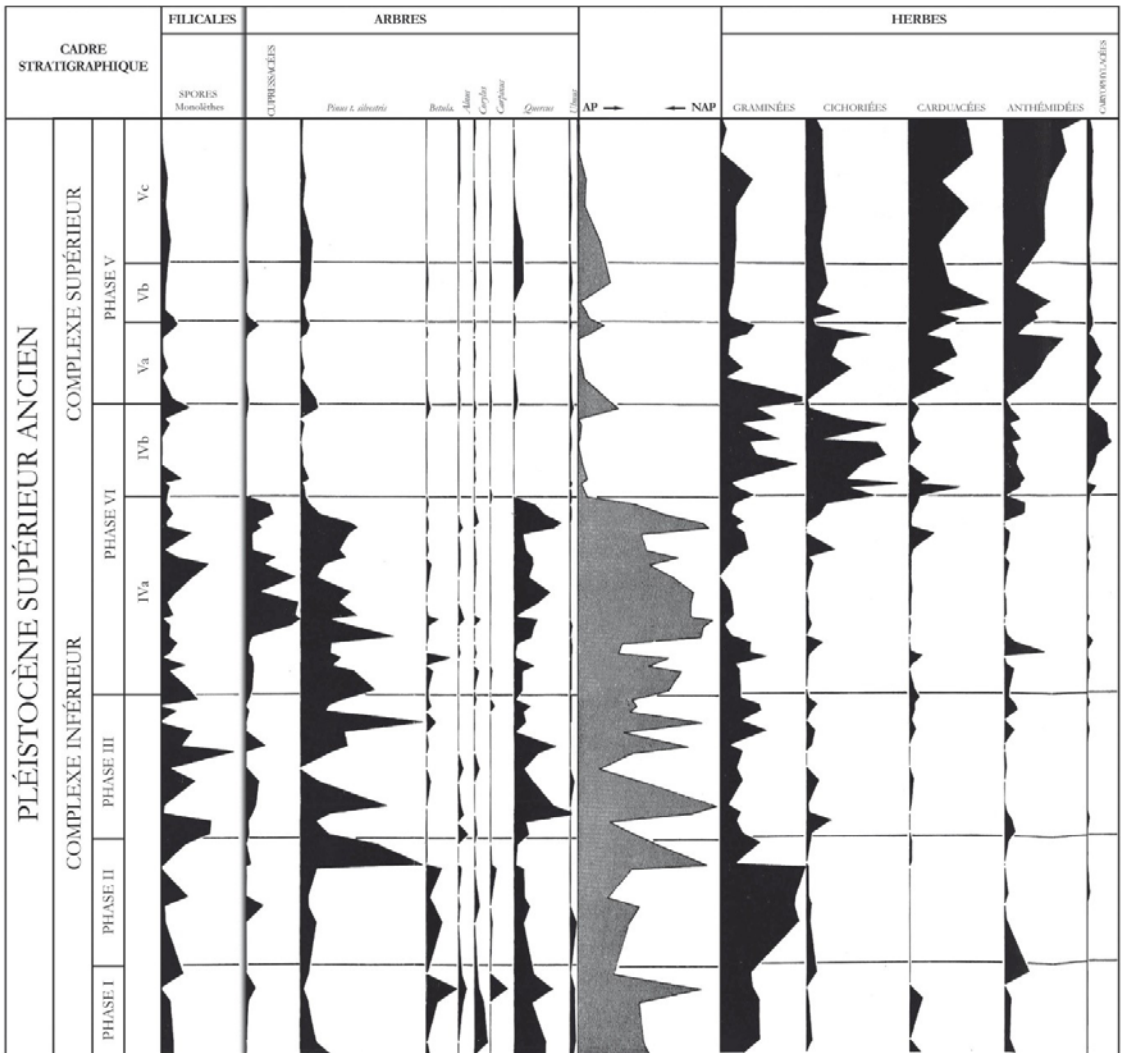 FILICALES
ARBRES
HERBES
CADRE
STRATIGRAPHIQUE
SPORES
Monolèthes
CUPRESSACÉES
Pinus t. silvestris
Betula.
Alnus
Corylus
Carpinus
Quercus
Ulmus
AP
NAP
GRAMINÉES
CICHORIÉES
CARDUACÉES
ANTHÉMIDÉES
CARYOPHYLACÉES
PLÉISTOCÈNE SUPÉRIEUR ANCIEN
COMPLEXE SUPÉRIEUR
COMPLEXE INFÉRIEUR
PHASE V
PHASE VI
PHASE III
PHASE II
PHASE I
Vc
Vb
Va
IVb
IVa